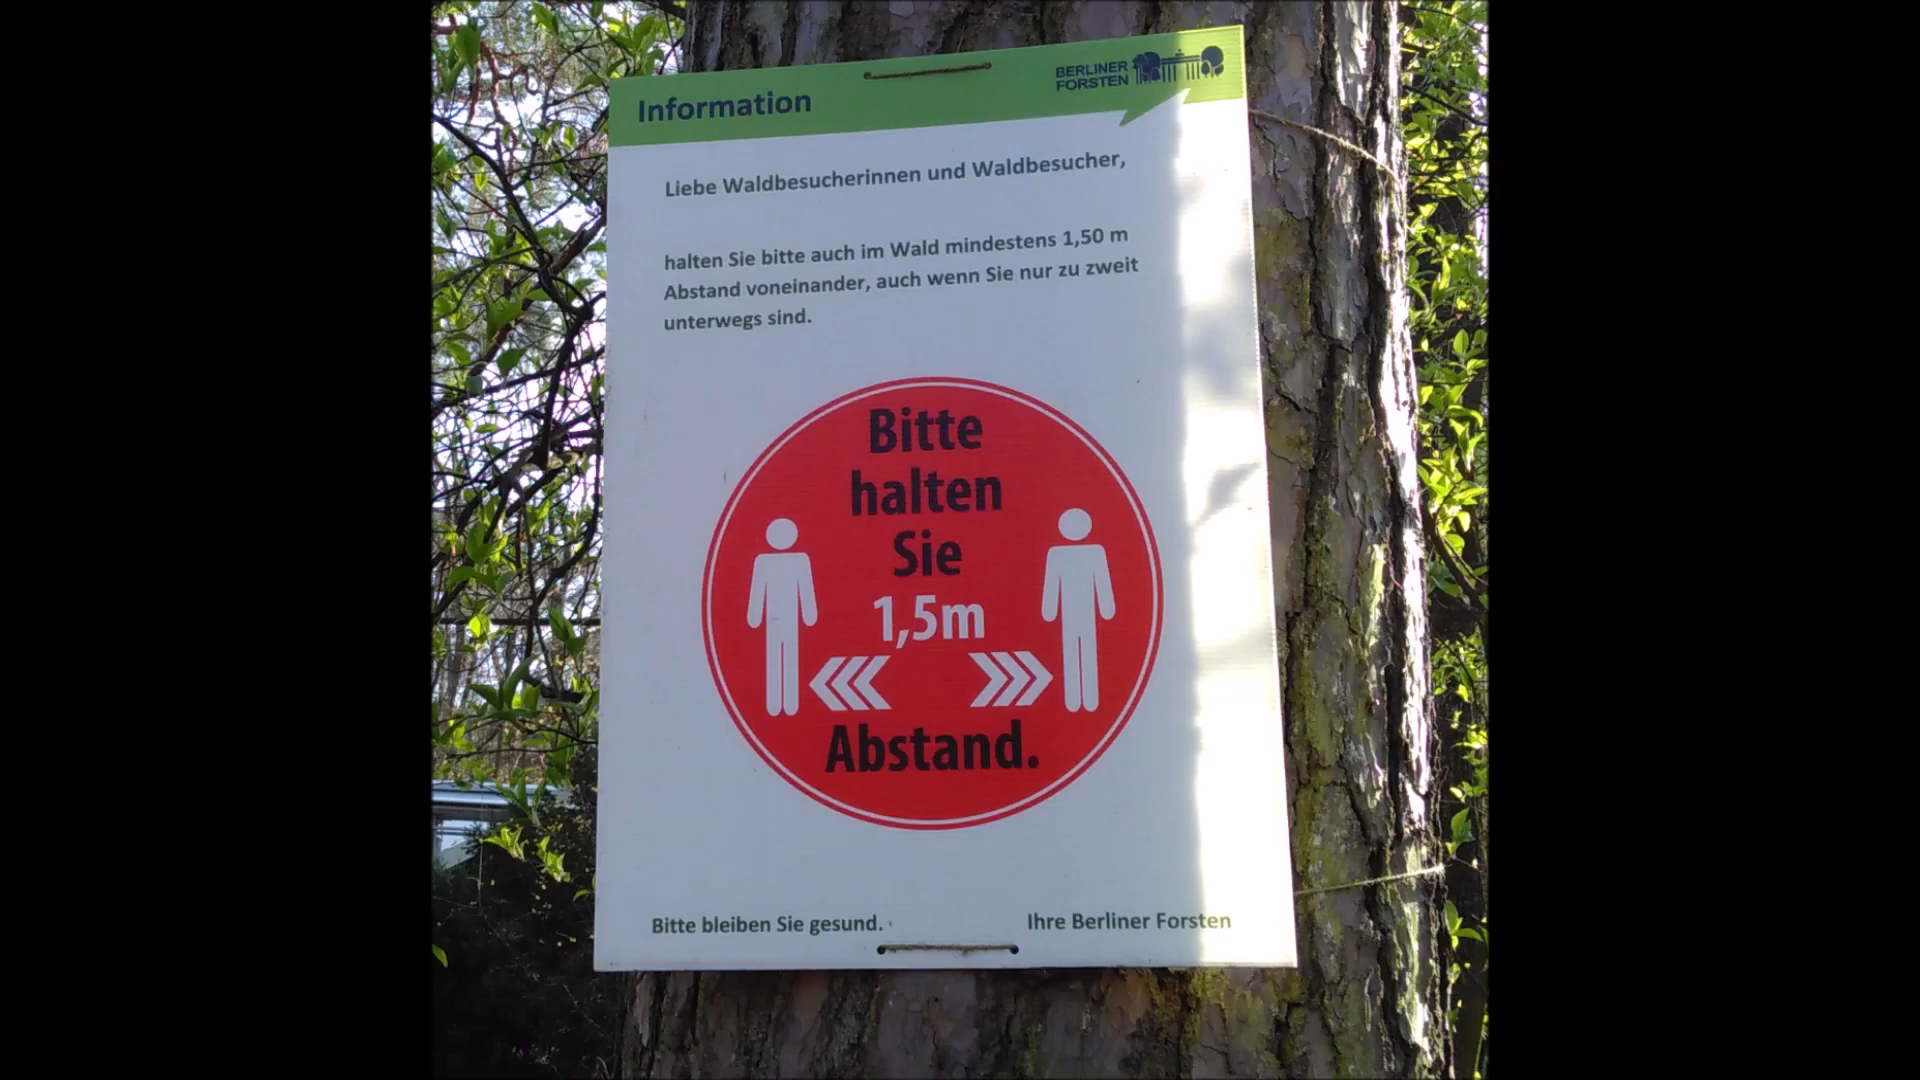 Information
BERLINER
FORSTEN
Liebe Waldbesucherinnen und Waldbesucher,
halten Sie bitte auch im Wald mindestens 1,50 m
Abstand voneinander, auch wenn Sie nur zu zweit
unterwegs sind.
Bitte
halten
Sie
1,5m
Abstand.
Bitte bleiben Sie gesund.
Ihre Berliner Forsten